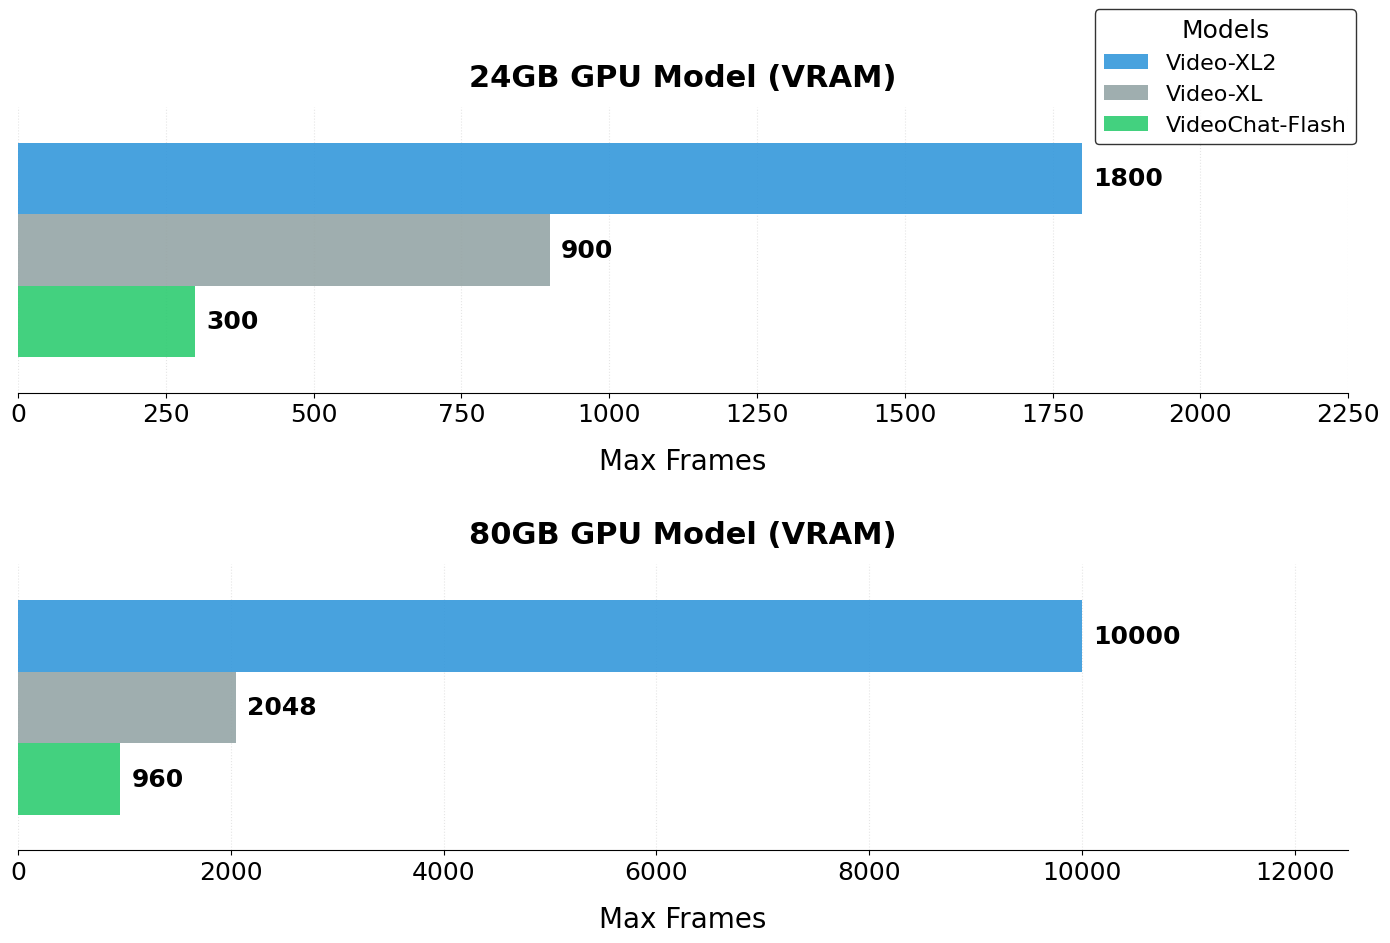 Models
Video-XL2
Video-XL
VideoChat-Flash
24GB GPU Model (VRAM)
1800
900
300
0 250 500 750 1000 1250 1500 1750 2000 2250
Max Frames
80GB GPU Model (VRAM)
10000
2048
960
0 2000 4000 6000 8000 10000 12000
Max Frames